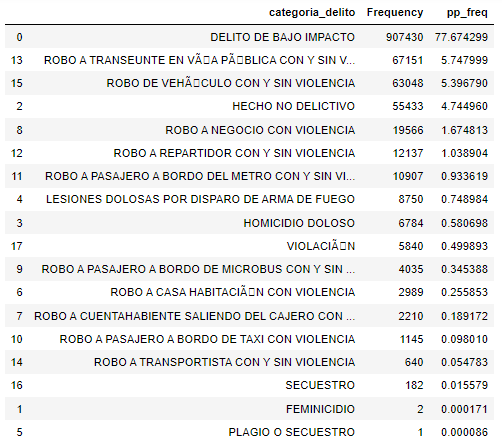 categoria_delito Frequency pp_freq
0 DELITO DE BAJO IMPACTO 907430 77.674299
13 ROBO A TRANSEUNTE EN VÃ�A PÃ�BLICA CON Y SIN V... 67151 5.747999
15 ROBO DE VEHÃ�CULO CON Y SIN VIOLENCIA 63048 5.396790
2 HECHO NO DELICTIVO 55433 4.744960
8 ROBO A NEGOCIO CON VIOLENCIA 19566 1.674813
12 ROBO A REPARTIDOR CON Y SIN VIOLENCIA 12137 1.038904
11 ROBO A PASAJERO A BORDO DEL METRO CON Y SIN VI... 10907 0.933619
4 LESIONES DOLOSAS POR DISPARO DE ARMA DE FUEGO 8750 0.748984
3 HOMICIDIO DOLOSO 6784 0.580698
17 VIOLACIÃ�N 5840 0.499893
9 ROBO A PASAJERO A BORDO DE MICROBUS CON Y SIN ... 4035 0.345388
6 ROBO A CASA HABITACIÃ�N CON VIOLENCIA 2989 0.255853
7 ROBO A CUENTAHABIENTE SALIENDO DEL CAJERO CON ... 2210 0.189172
10 ROBO A PASAJERO A BORDO DE TAXI CON VIOLENCIA 1145 0.098010
14 ROBO A TRANSPORTISTA CON Y SIN VIOLENCIA 640 0.054783
16 SECUESTRO 182 0.015579
1 FEMINICIDIO 2 0.000171
5 PLAGIO O SECUESTRO 1 0.000086